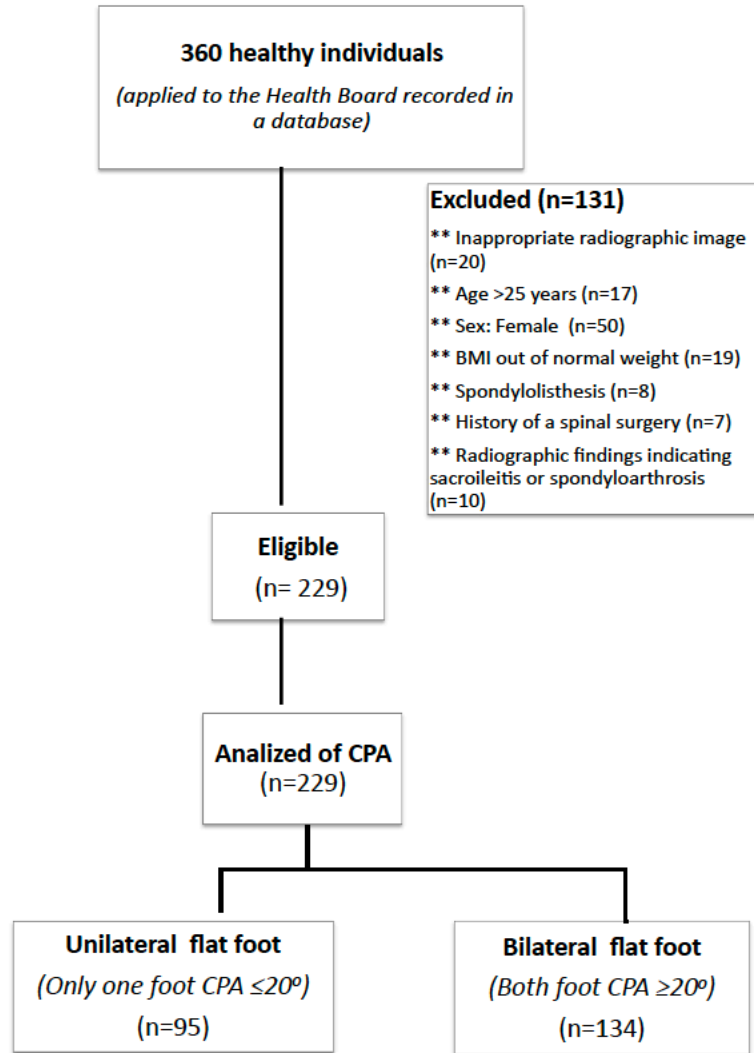 360 healthy individuals
(applied to the Health Board recorded in
a database)
Excluded (n=131)
** Inappropriate radiographic image
(n=20)
** Age >25 years (n=17)
** Sex: Female (n=50)
** BMI out of normal weight (n=19)
** Spondylolisthesis (n=8)
** History of a spinal surgery (n=7)
** Radiographic findings indicating
sacroileitis or spondyloarthrosis
(n=10)
Eligible
(n= 229)
Analized of CPA
(n=229)
Unilateral flat foot
(Only one foot CPA ≤20º)
(n=95)
Bilateral flat foot
(Both foot CPA ≥20º)
(n=134)